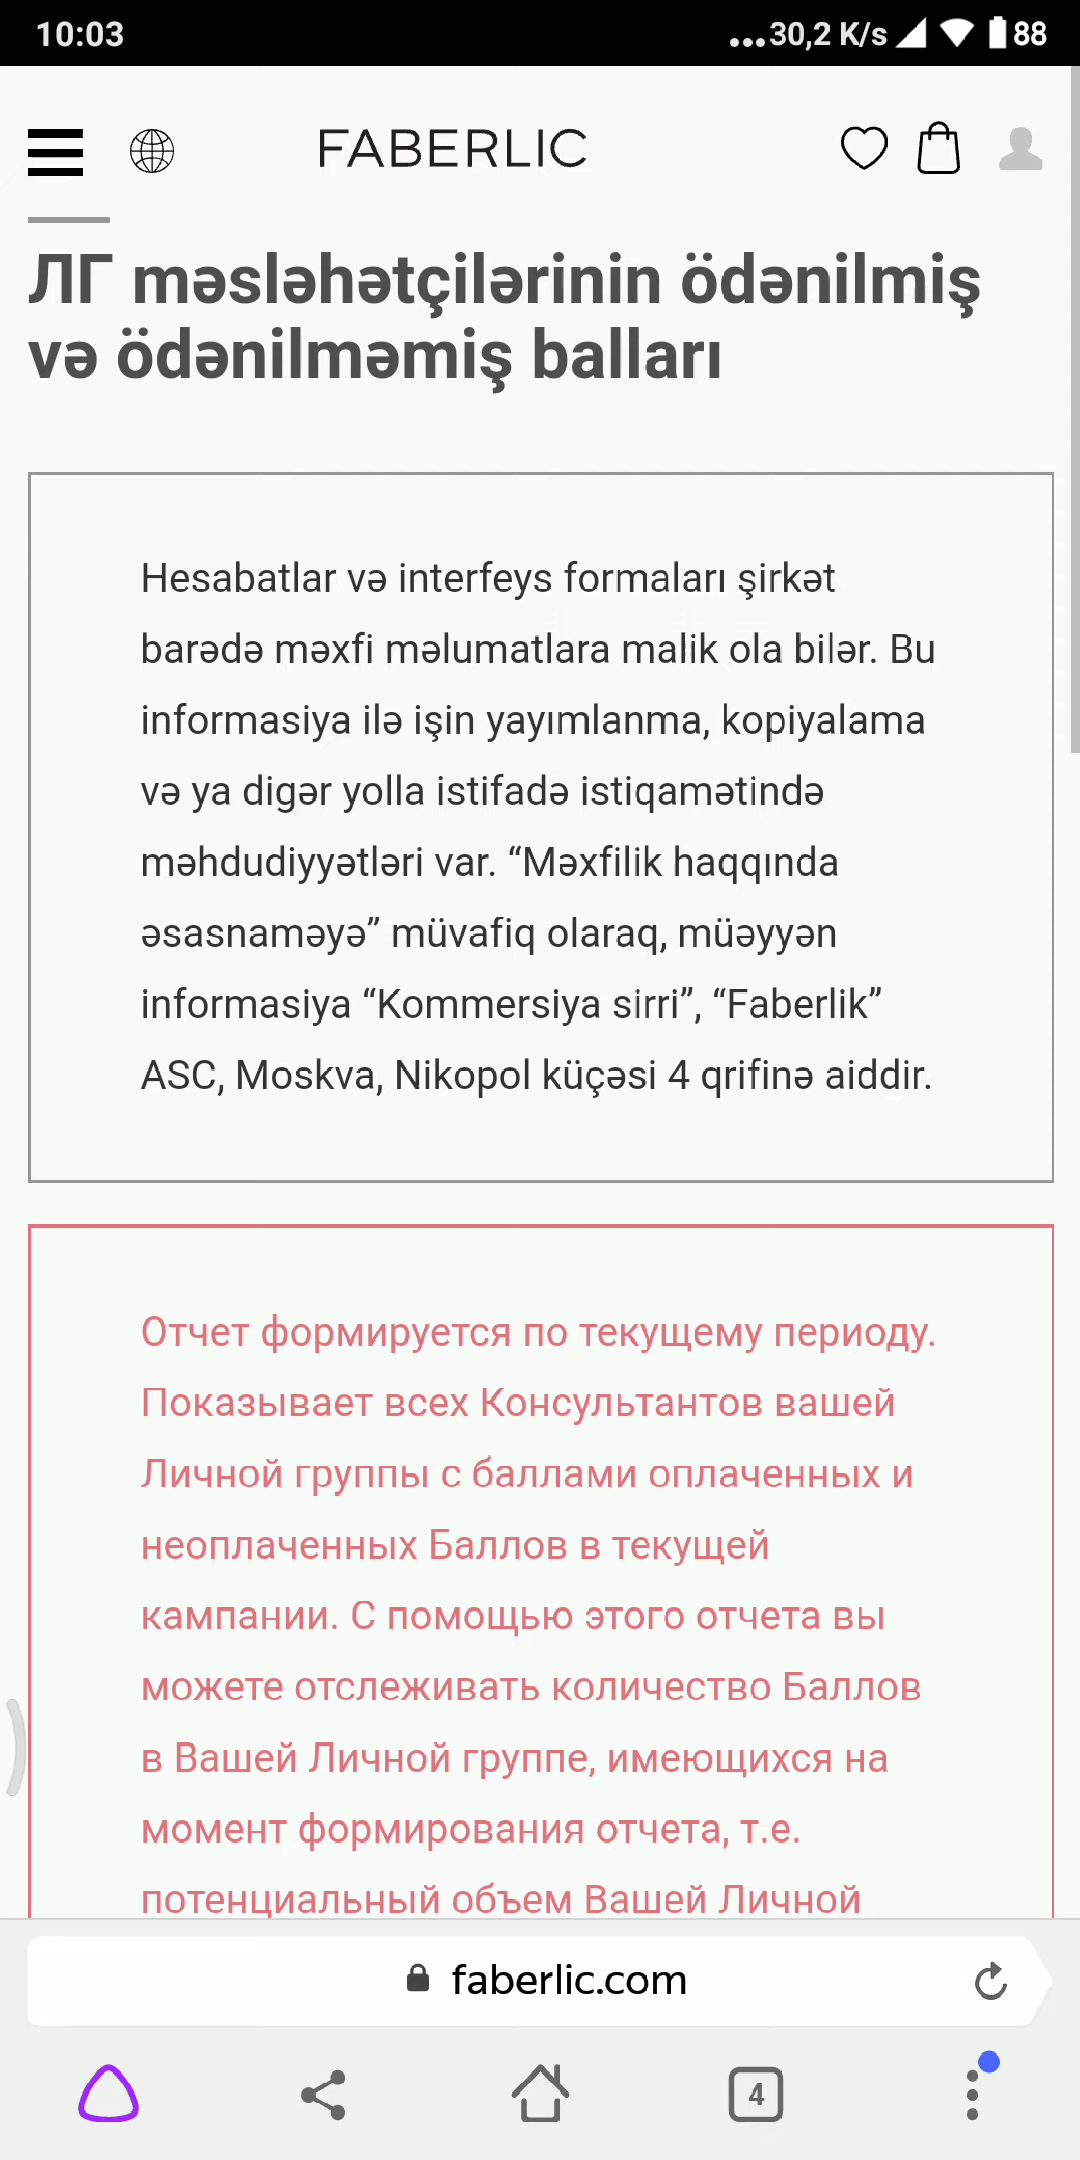 10:03
...30,2 K/s 88
FABERLIC
ЛГ məsləhətçilərinin ödənilmiş
və ödənilməmiş balları
Hesabatlar və interfeys formaları şirkət
barədə məxfi məlumatlara malik ola bilər. Bu
informasiya ilə işin yayımlanma, kopiyalama
və ya digər yolla istifadə istiqamətində
məhdudiyyətləri var. “Məxfilik haqqında
əsasnaməyə” müvafiq olaraq, müəyyən
informasiya “Kommersiya sirri”, “Faberlik”
ASC, Moskva, Nikopol küçəsi 4 qrifinə aiddir.
Отчет формируется по текущему периоду.
Показывает всех Консультантов вашей
Личной группы с баллами оплаченных и
неоплаченных Баллов в текущей
кампании. С помощью этого отчета вы
можете отслеживать количество Баллов
в Вашей Личной группе, имеющихся на
момент формирования отчета, т.е.
потенциальный объем Вашей Личной
faberlic.com
4